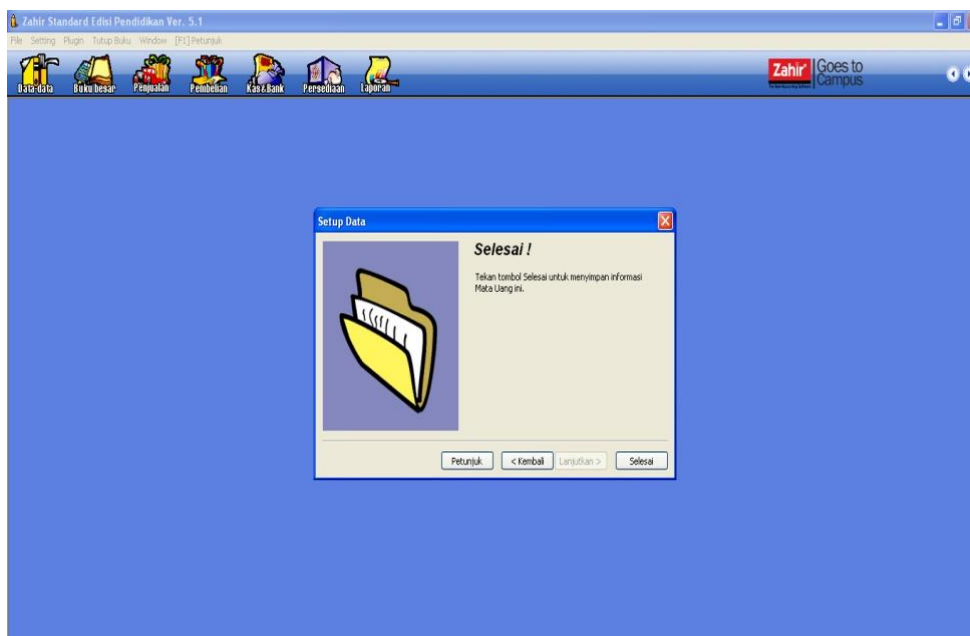 Zahir Standard Edisi Pendidikan Ver. 5.1
File Setting Plugin Tutup Buku Window [F1] Petunjuk
Data-data Buku besar Penjualan Pembelian Kas & Bank Persediaan Laporan
Zahir Goes to
Campus
Setup Data
Selesai !
Tekan tombol Selesai untuk menyimpan informasi
Mata Uang ini.
Petunjuk < Kembali Lanjutkan > Selesai